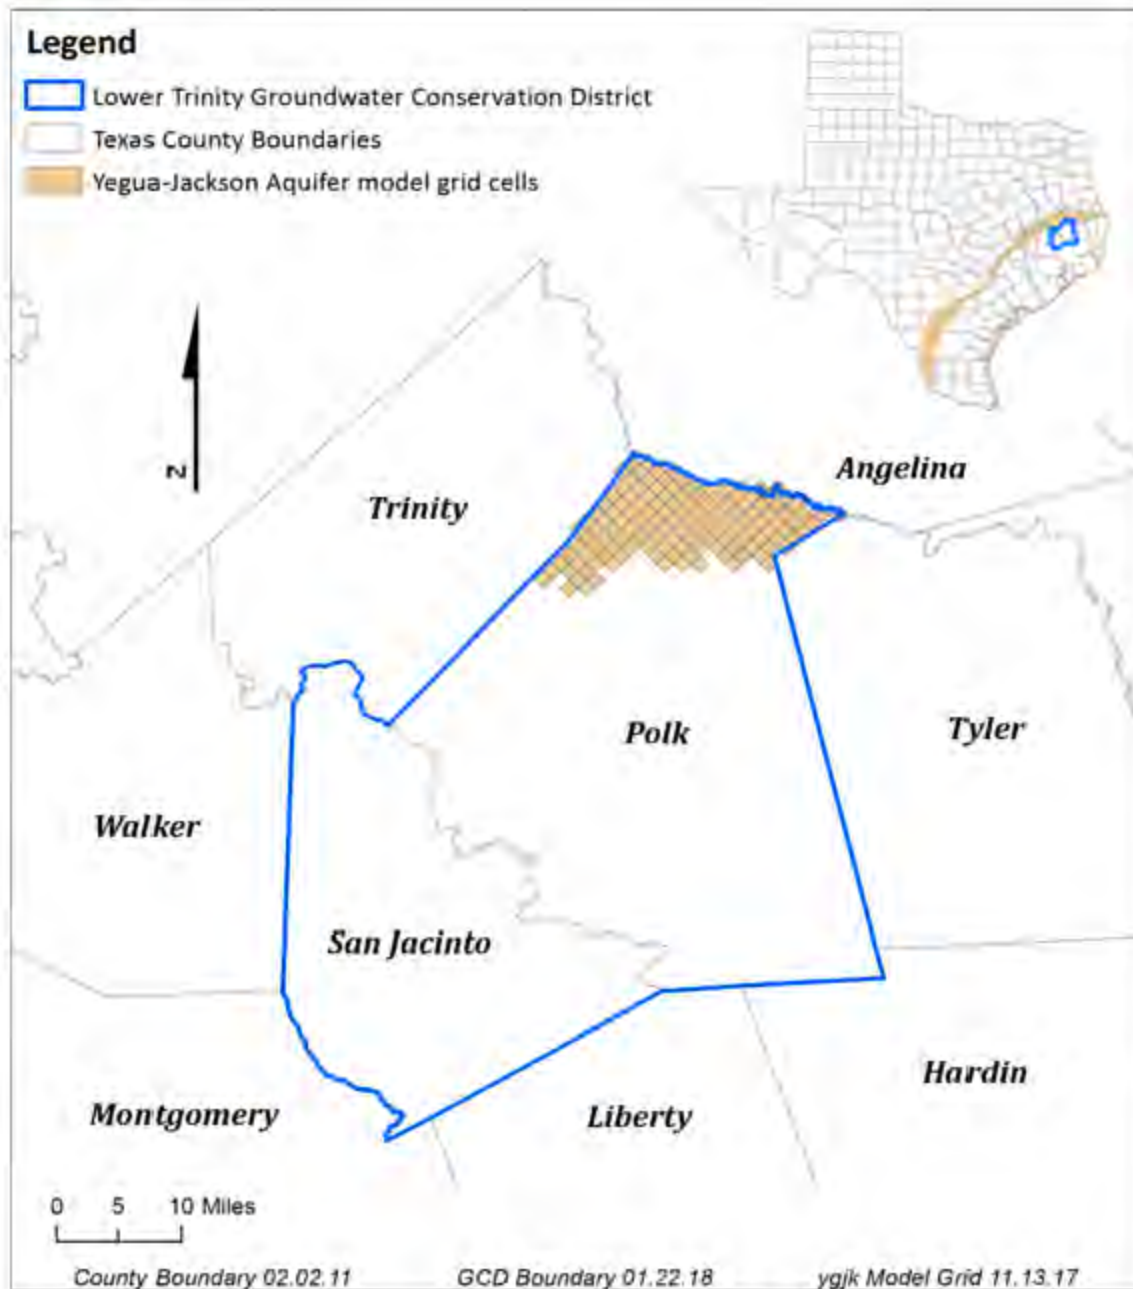 Legend
Lower Trinity Groundwater Conservation District
Texas County Boundaries
Yegua-Jackson Aquifer model grid cells
N
Angelina
Trinity
Polk
Tyler
Walker
San Jacinto
Hardin
Montgomery
Liberty
0 5 10 Miles
County Boundary 02.02.11 GCD Boundary 01.22.18 ygjk Model Grid 11.13.17